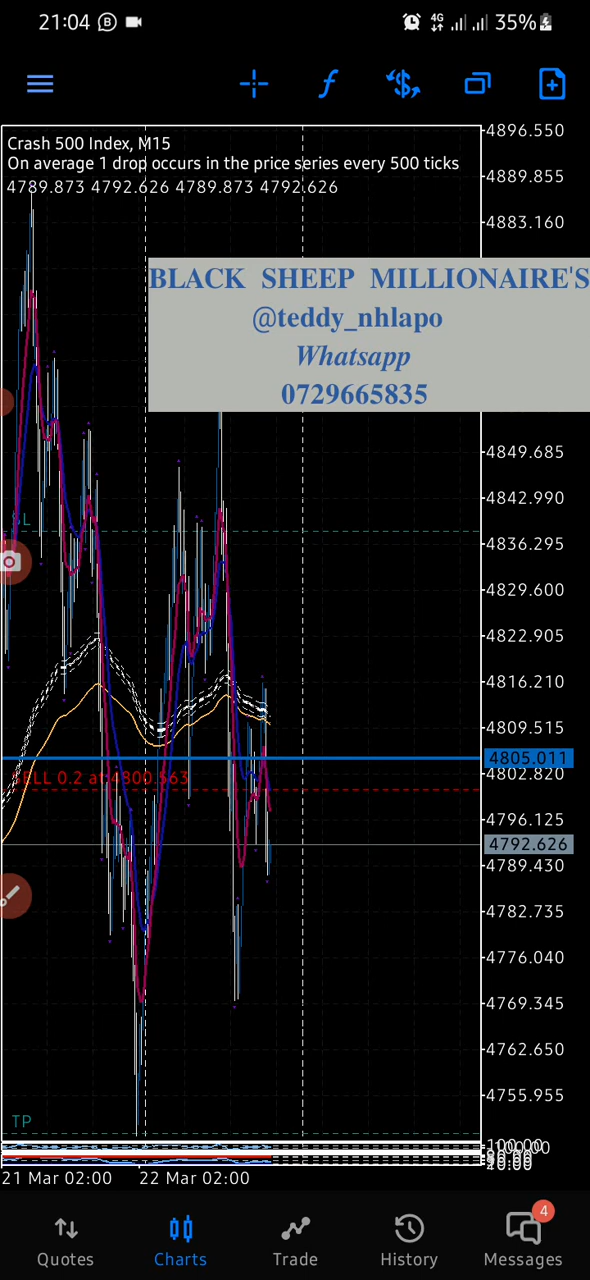 21:04
4G
35%
Crash 500 Index, M15
On average 1 drop occurs in the price series every 500 ticks
4789.873 4792.626 4789.873 4792.626
4896.550
4889.855
4883.160
BLACK SHEEP MILLIONAIRE'S
@teddy_nhlapo
Whatsapp
0729665835
4849.685
4842.990
SL
4836.295
4829.600
4822.905
4816.210
4809.515
4805.011
SELL 0.2 at 4800.563
4802.820
4796.125
4792.626
4789.430
4782.735
4776.040
4769.345
4762.650
4755.955
TP
100.00
21 Mar 02:00
22 Mar 02:00
Quotes
Charts
Trade
History
4
Messages